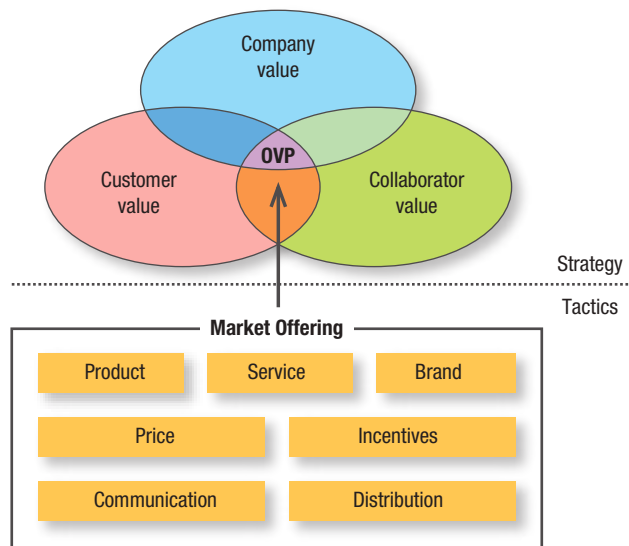 Company
value
OVP
Customer
value
Collaborator
value
Strategy
Tactics
Market Offering
Product
Service
Brand
Price
Incentives
Communication
Distribution